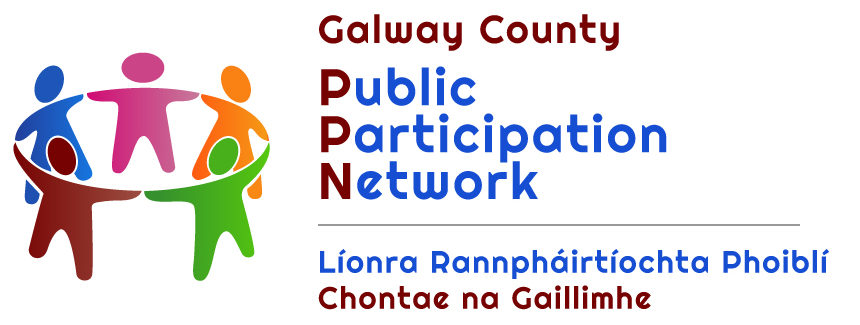 Galway County
Public
Participation
Network
Líonra Rannpháirtíochta Phoiblí
Chontae na Gaillimhe